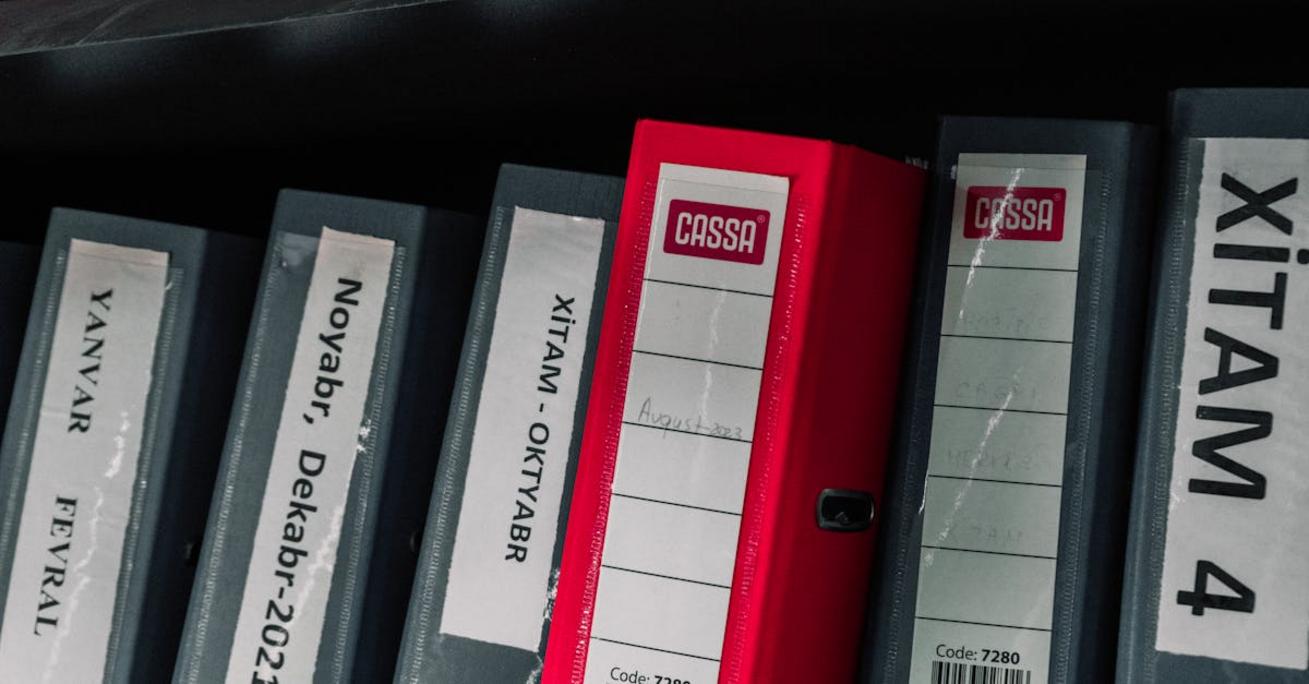 YANVAR FEVRAL
Noyabr, Dekabr-2021
XİTAM - OKTYABR
CASSA®
August-2023
Code: 7280
CASSA
Code: 7280
XİTAM 4